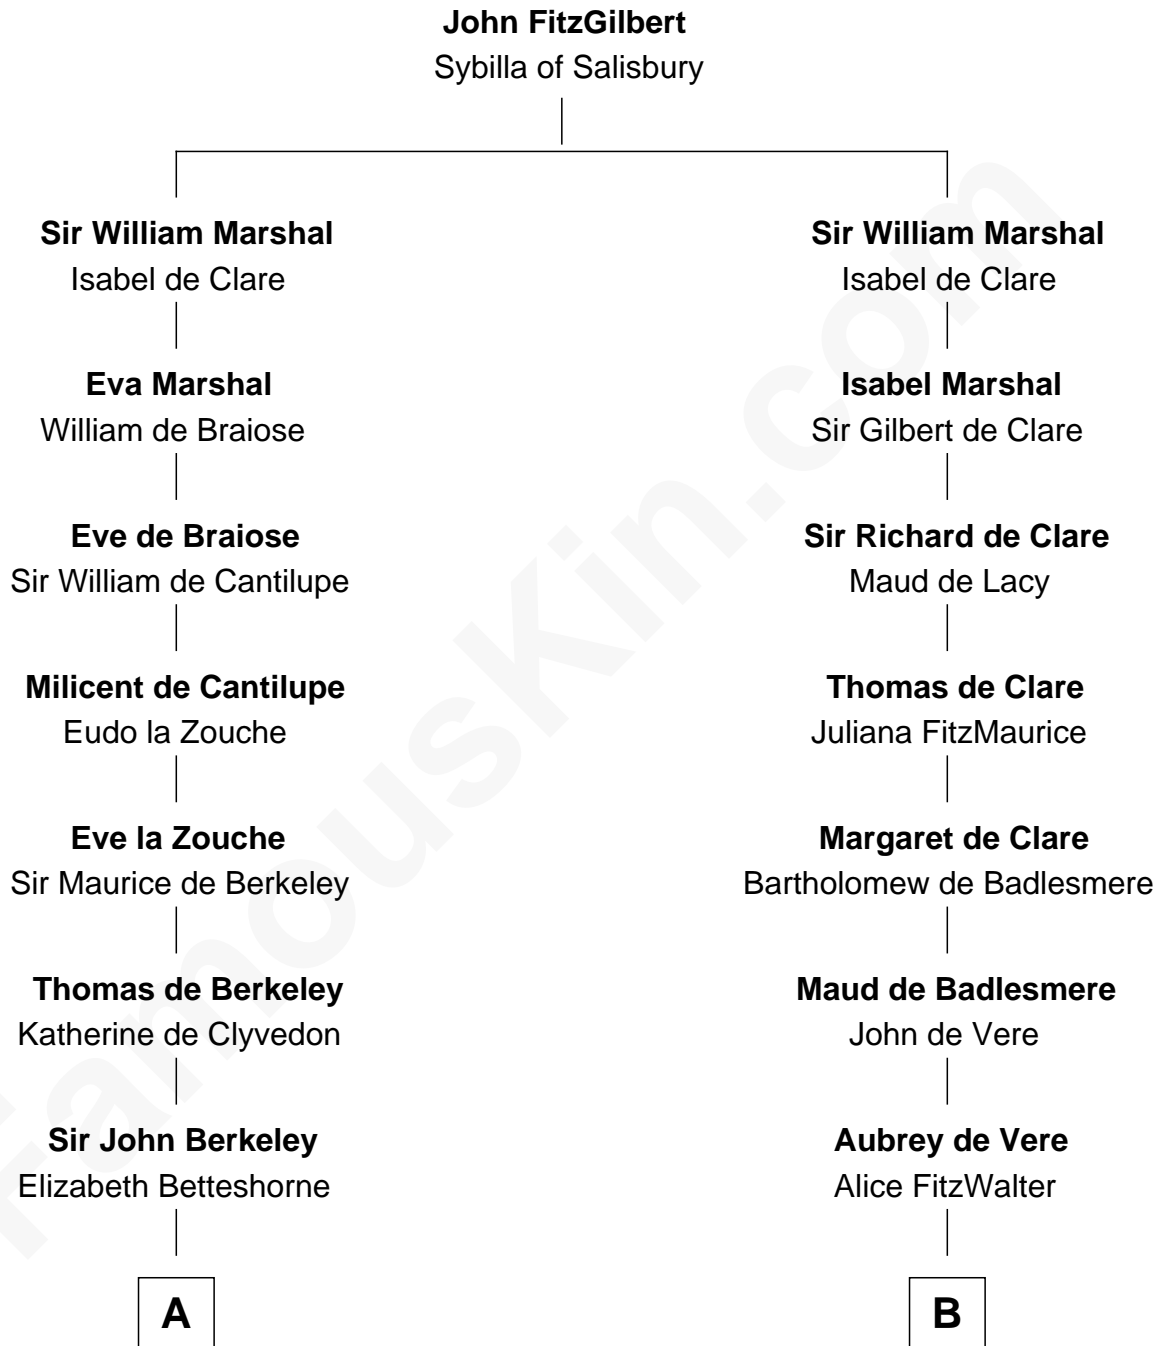 John FitzGilbert
Sybilla of Salisbury
Sir William Marshal
Isabel de Clare
Eva Marshal
William de Braiose
Eve de Braiose
Sir William de Cantilupe
Milicent de Cantilupe
Eudo la Zouche
Eve la Zouche
Sir Maurice de Berkeley
Thomas de Berkeley
Katherine de Clyvedon
Sir John Berkeley
Elizabeth Betteshorne
A
Sir William Marshal
Isabel de Clare
Isabel Marshal
Sir Gilbert de Clare
Sir Richard de Clare
Maud de Lacy
Thomas de Clare
Juliana FitzMaurice
Margaret de Clare
Bartholomew de Badlesmere
Maud de Badlesmere
John de Vere
Aubrey de Vere
Alice FitzWalter
B
FamousKin.com